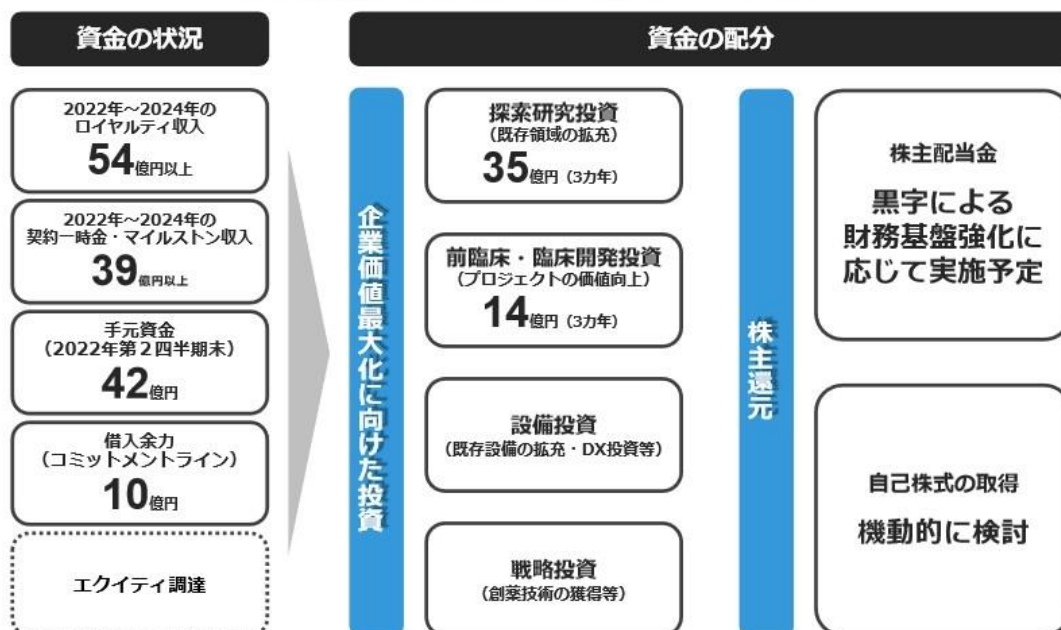 資金の状況
資金の配分
2022年～2024年の
ロイヤルティ収入
54億円以上
2022年～2024年の
契約一時金・マイルストン収入
39億円以上
手元資金
（2022年第２四半期末）
42億円
借入余力
（コミットメントライン）
10億円
エクイティ調達
企業価値最大化に向けた投資
探索研究投資
（既存領域の拡充）
35億円（3カ年）
前臨床・臨床開発投資
（プロジェクトの価値向上）
14億円（3カ年）
設備投資
（既存設備の拡充・DX投資等）
戦略投資
（創薬技術の獲得等）
株主還元
株主配当金
黒字による
財務基盤強化に
応じて実施予定
自己株式の取得
機動的に検討